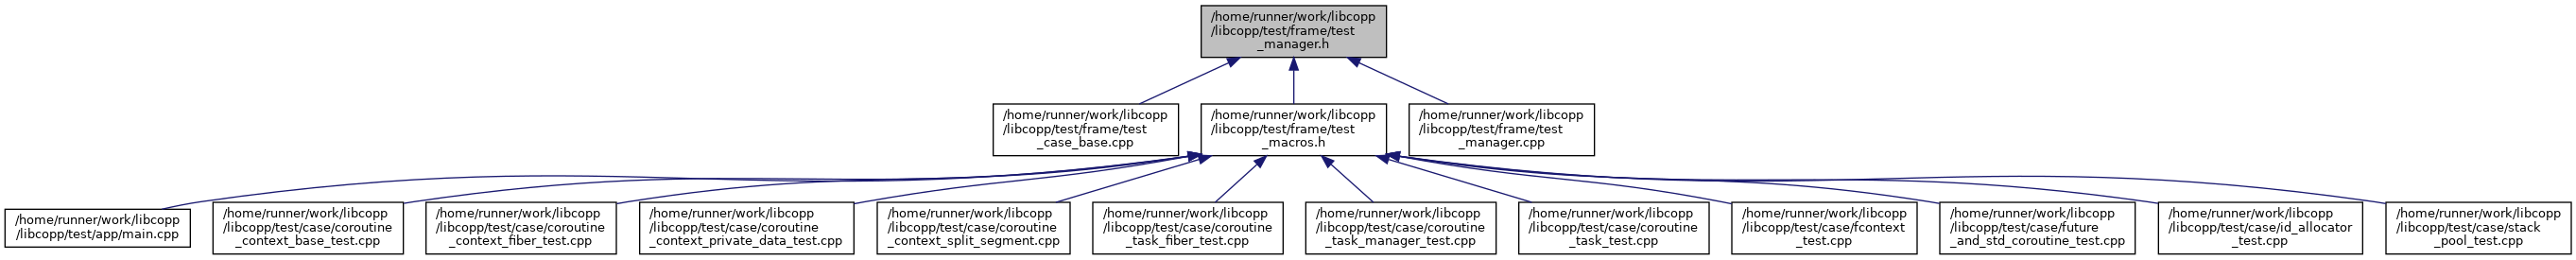 /home/runner/work/libcopp
/libcopp/test/frame/test
_manager.h
/home/runner/work/libcopp
/libcopp/test/frame/test
_case_base.cpp
/home/runner/work/libcopp
/libcopp/test/frame/test
_macros.h
/home/runner/work/libcopp
/libcopp/test/frame/test
_manager.cpp
/home/runner/work/libcopp
/libcopp/test/app/main.cpp
/home/runner/work/libcopp
/libcopp/test/case/coroutine
_context_base_test.cpp
/home/runner/work/libcopp
/libcopp/test/case/coroutine
_context_fiber_test.cpp
/home/runner/work/libcopp
/libcopp/test/case/coroutine
_context_private_data_test.cpp
/home/runner/work/libcopp
/libcopp/test/case/coroutine
_context_split_segment.cpp
/home/runner/work/libcopp
/libcopp/test/case/coroutine
_task_fiber_test.cpp
/home/runner/work/libcopp
/libcopp/test/case/coroutine
_task_manager_test.cpp
/home/runner/work/libcopp
/libcopp/test/case/coroutine
_task_test.cpp
/home/runner/work/libcopp
/libcopp/test/case/fcontext
_test.cpp
/home/runner/work/libcopp
/libcopp/test/case/future
_and_std_coroutine_test.cpp
/home/runner/work/libcopp
/libcopp/test/case/id_allocator
_test.cpp
/home/runner/work/libcopp
/libcopp/test/case/stack
_pool_test.cpp